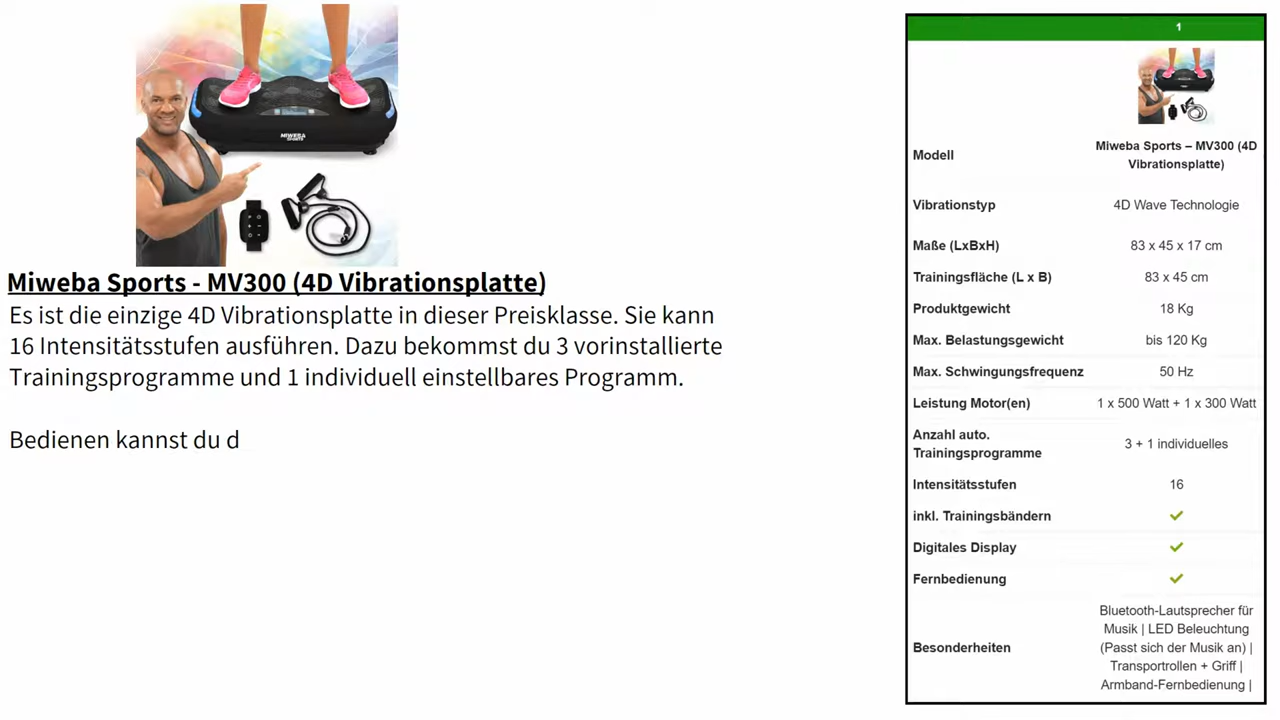 MIWEBA
SPORTS
Miweba Sports - MV300 (4D Vibrationsplatte)
Es ist die einzige 4D Vibrationsplatte in dieser Preisklasse. Sie kann
16 Intensitätsstufen ausführen. Dazu bekommst du 3 vorinstallierte
Trainingsprogramme und 1 individuell einstellbares Programm.
Bedienen kannst du d
1
Modell
Miweba Sports – MV300 (4D
Vibrationsplatte)
Vibrationstyp 4D Wave Technologie
Maße (LxBxH) 83 x 45 x 17 cm
Trainingsfläche (L x B) 83 x 45 cm
Produktgewicht 18 Kg
Max. Belastungsgewicht bis 120 Kg
Max. Schwingungsfrequenz 50 Hz
Leistung Motor(en) 1 x 500 Watt + 1 x 300 Watt
Anzahl auto.
Trainingsprogramme
3 + 1 individuelles
Intensitätsstufen 16
inkl. Trainingsbändern
Digitales Display
Fernbedienung
Besonderheiten
Bluetooth-Lautsprecher für
Musik | LED Beleuchtung
(Passt sich der Musik an) |
Transportrollen + Griff |
Armband-Fernbedienung |